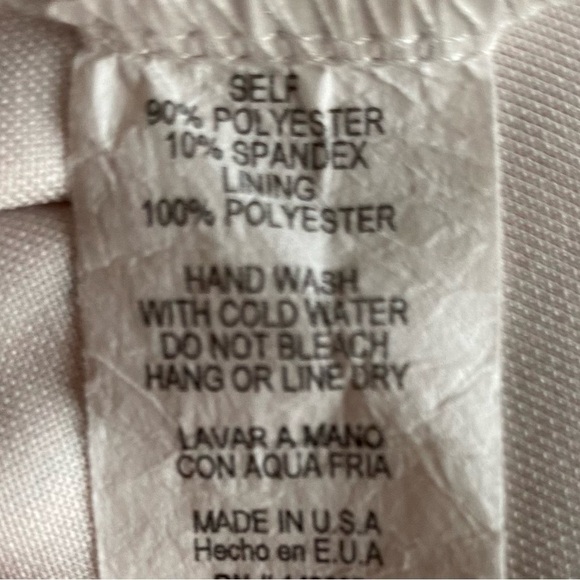 SELF
90% POLYESTER
10% SPANDEX
LINING
100% POLYESTER
HAND WASH
WITH COLD WATER
DO NOT BLEACH
HANG OR LINE DRY
LAVAR A MANO
CON AQUA FRIA
MADE IN U.S.A
Hecho en E.U.A